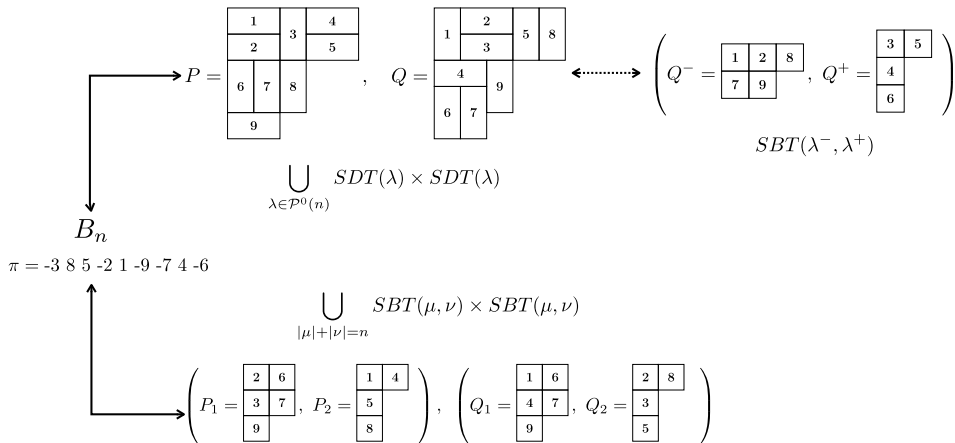 P = 1 2 3 4 5 6 7 8 9 , Q = 1 2 3 5 8 4 9 6 7 ( Q⁻ = 1 2 8 7 9 , Q⁺ = 3 5 4 6 )
SBT(λ⁻, λ⁺)
⋃ SDT(λ) × SDT(λ)
λ∈𝒫⁰(n)
Bₙ
π = -3 8 5 -2 1 -9 -7 4 -6
⋃ SBT(μ, ν) × SBT(μ, ν)
|μ|+|ν|=n
( P₁ = 2 6 3 7 9 , P₂ = 1 4 5 8 ) , ( Q₁ = 1 6 4 7 9 , Q₂ = 2 8 3 5 )